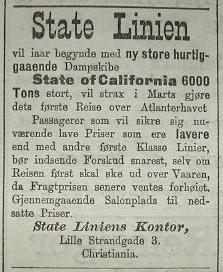 State Linien
vil iaar begynde med ny store hurtig-
gaaende Dampskibe
State of California 6000
Tons stort, vil strax i Marts gjøre
dets første Reise over Atlanterhavet
Passagerer som vil sikre sig nu-
værende lave Priser som ere lavere
end med andre første Klasse Linier,
bør indsende Forskud snarest, selv om
Reisen først skal ske ud over Vaaren,
da Fragtprisen senere ventes forhøiet.
Gjennemgaaende Salonplads til ned-
satte Priser.
State Liniens Kontor,
Lille Strandgade 3.
Christiania.